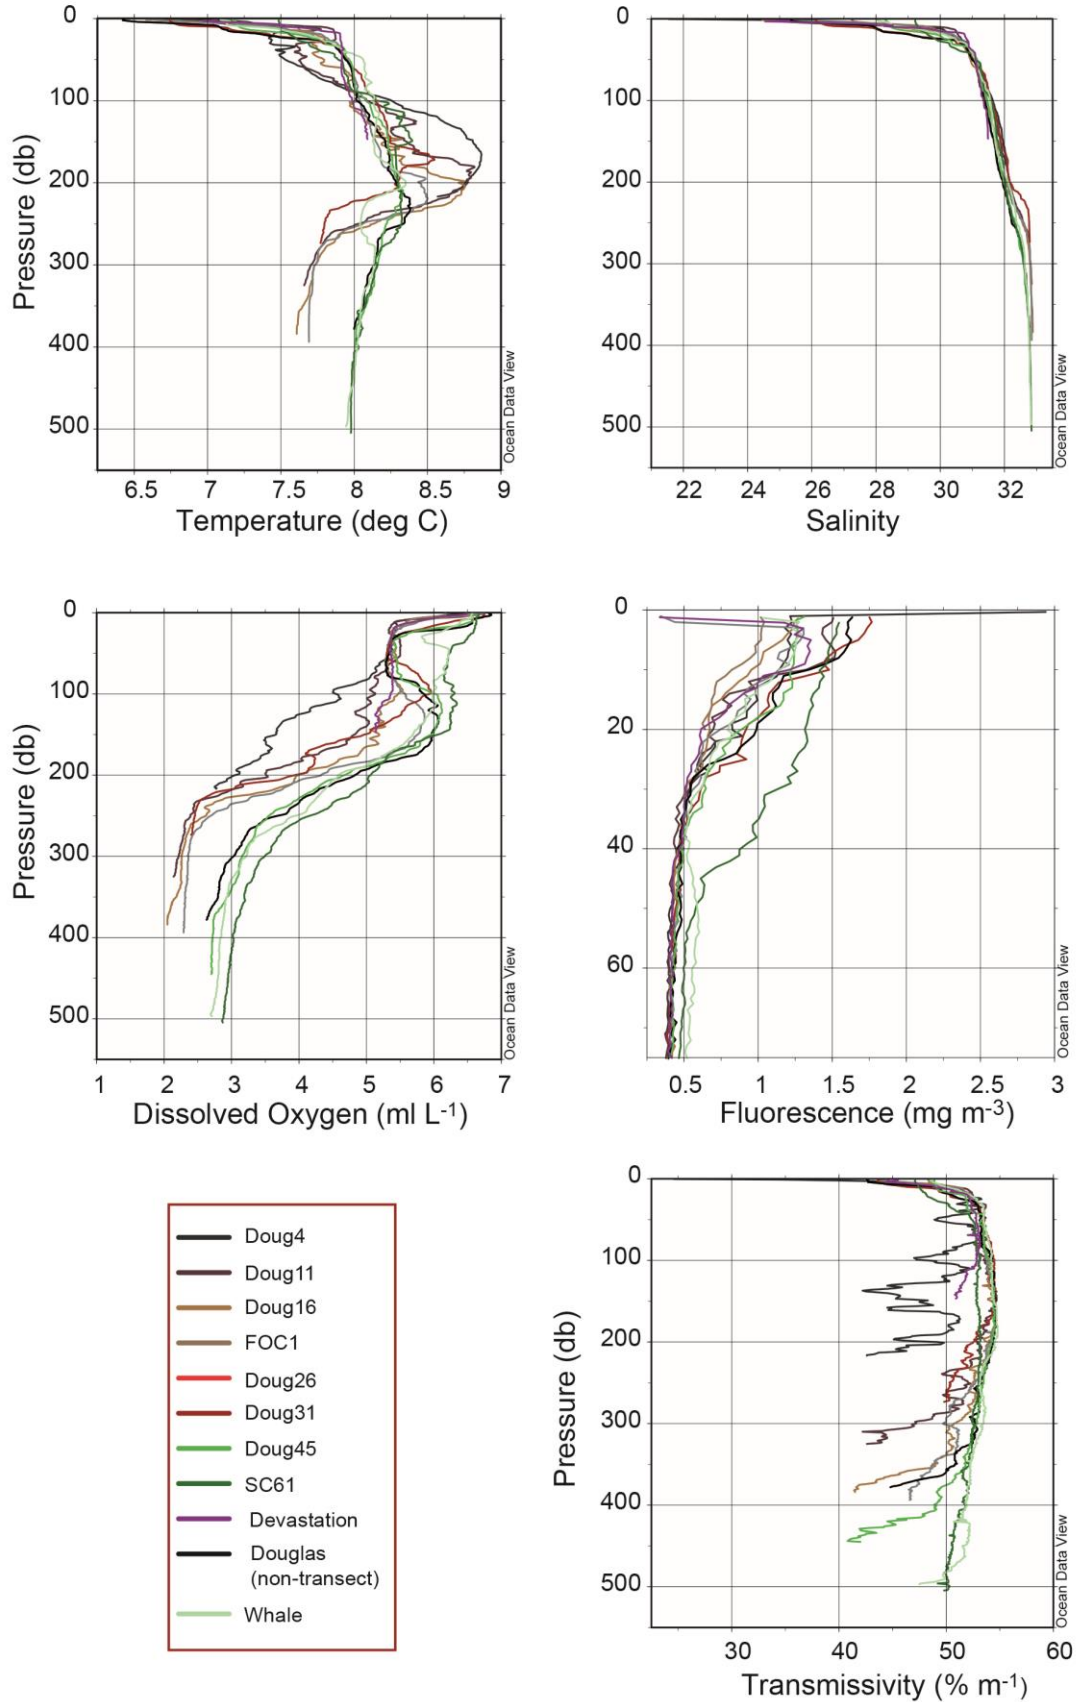 0
100
200
300
400
500
Pressure (db)
6.5 7 7.5 8 8.5 9
Temperature (deg C)
Ocean Data View
0
100
200
300
400
500
22 24 26 28 30 32
Salinity
Ocean Data View
0
100
200
300
400
500
Pressure (db)
1 2 3 4 5 6 7
Dissolved Oxygen (ml L-1)
Ocean Data View
0
20
40
60
0.5 1 1.5 2 2.5 3
Fluorescence (mg m-3)
Ocean Data View
Doug4
Doug11
Doug16
FOC1
Doug26
Doug31
Doug45
SC61
Devastation
Douglas
(non-transect)
Whale
0
100
200
300
400
500
Pressure (db)
30 40 50 60
Transmissivity (% m-1)
Ocean Data View